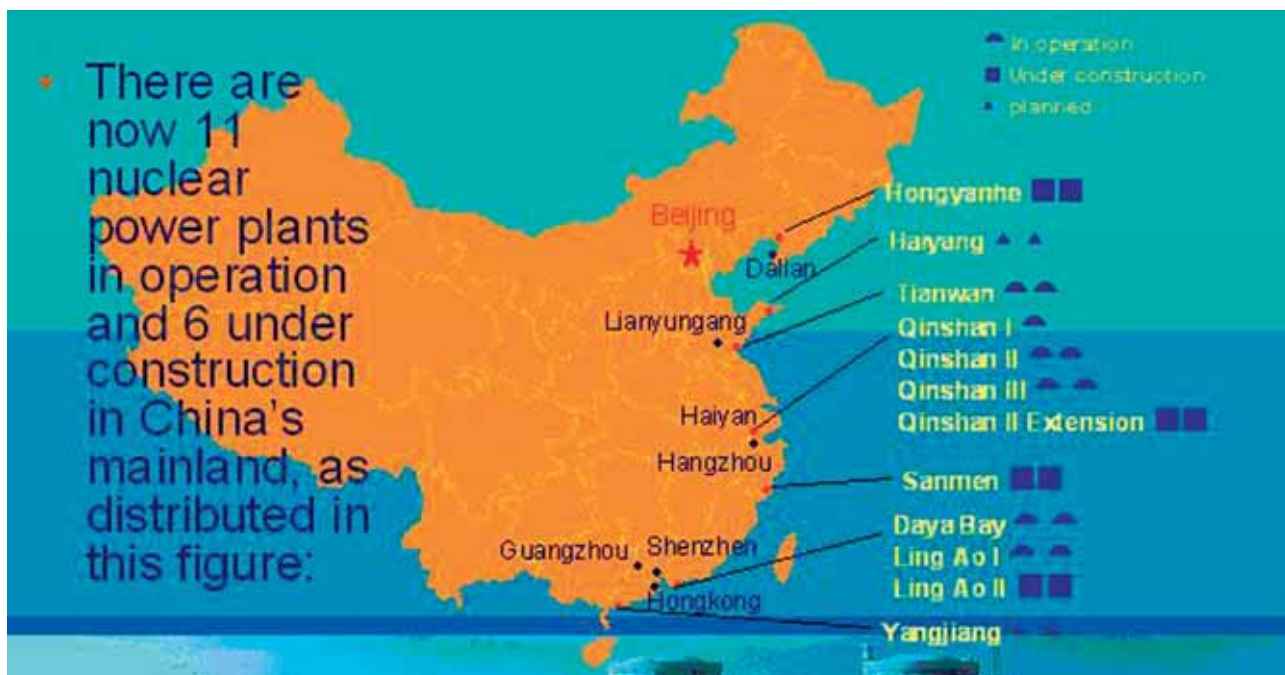 There are
now 11
nuclear
power plants
in operation
and 6 under
construction
in China's
mainland, as
distributed in
this figure:
In operation
Under construction
planned
Beijing
Dalian
Lianyungang
Haiyan
Hangzhou
Guangzhou
Shenzhen
Hongkong
Hongyanhe
Haiyang
Tianwan
Qinshan I
Qinshan II
Qinshan III
Qinshan II Extension
Sanmen
Daya Bay
Ling Ao I
Ling Ao II
Yangjiang